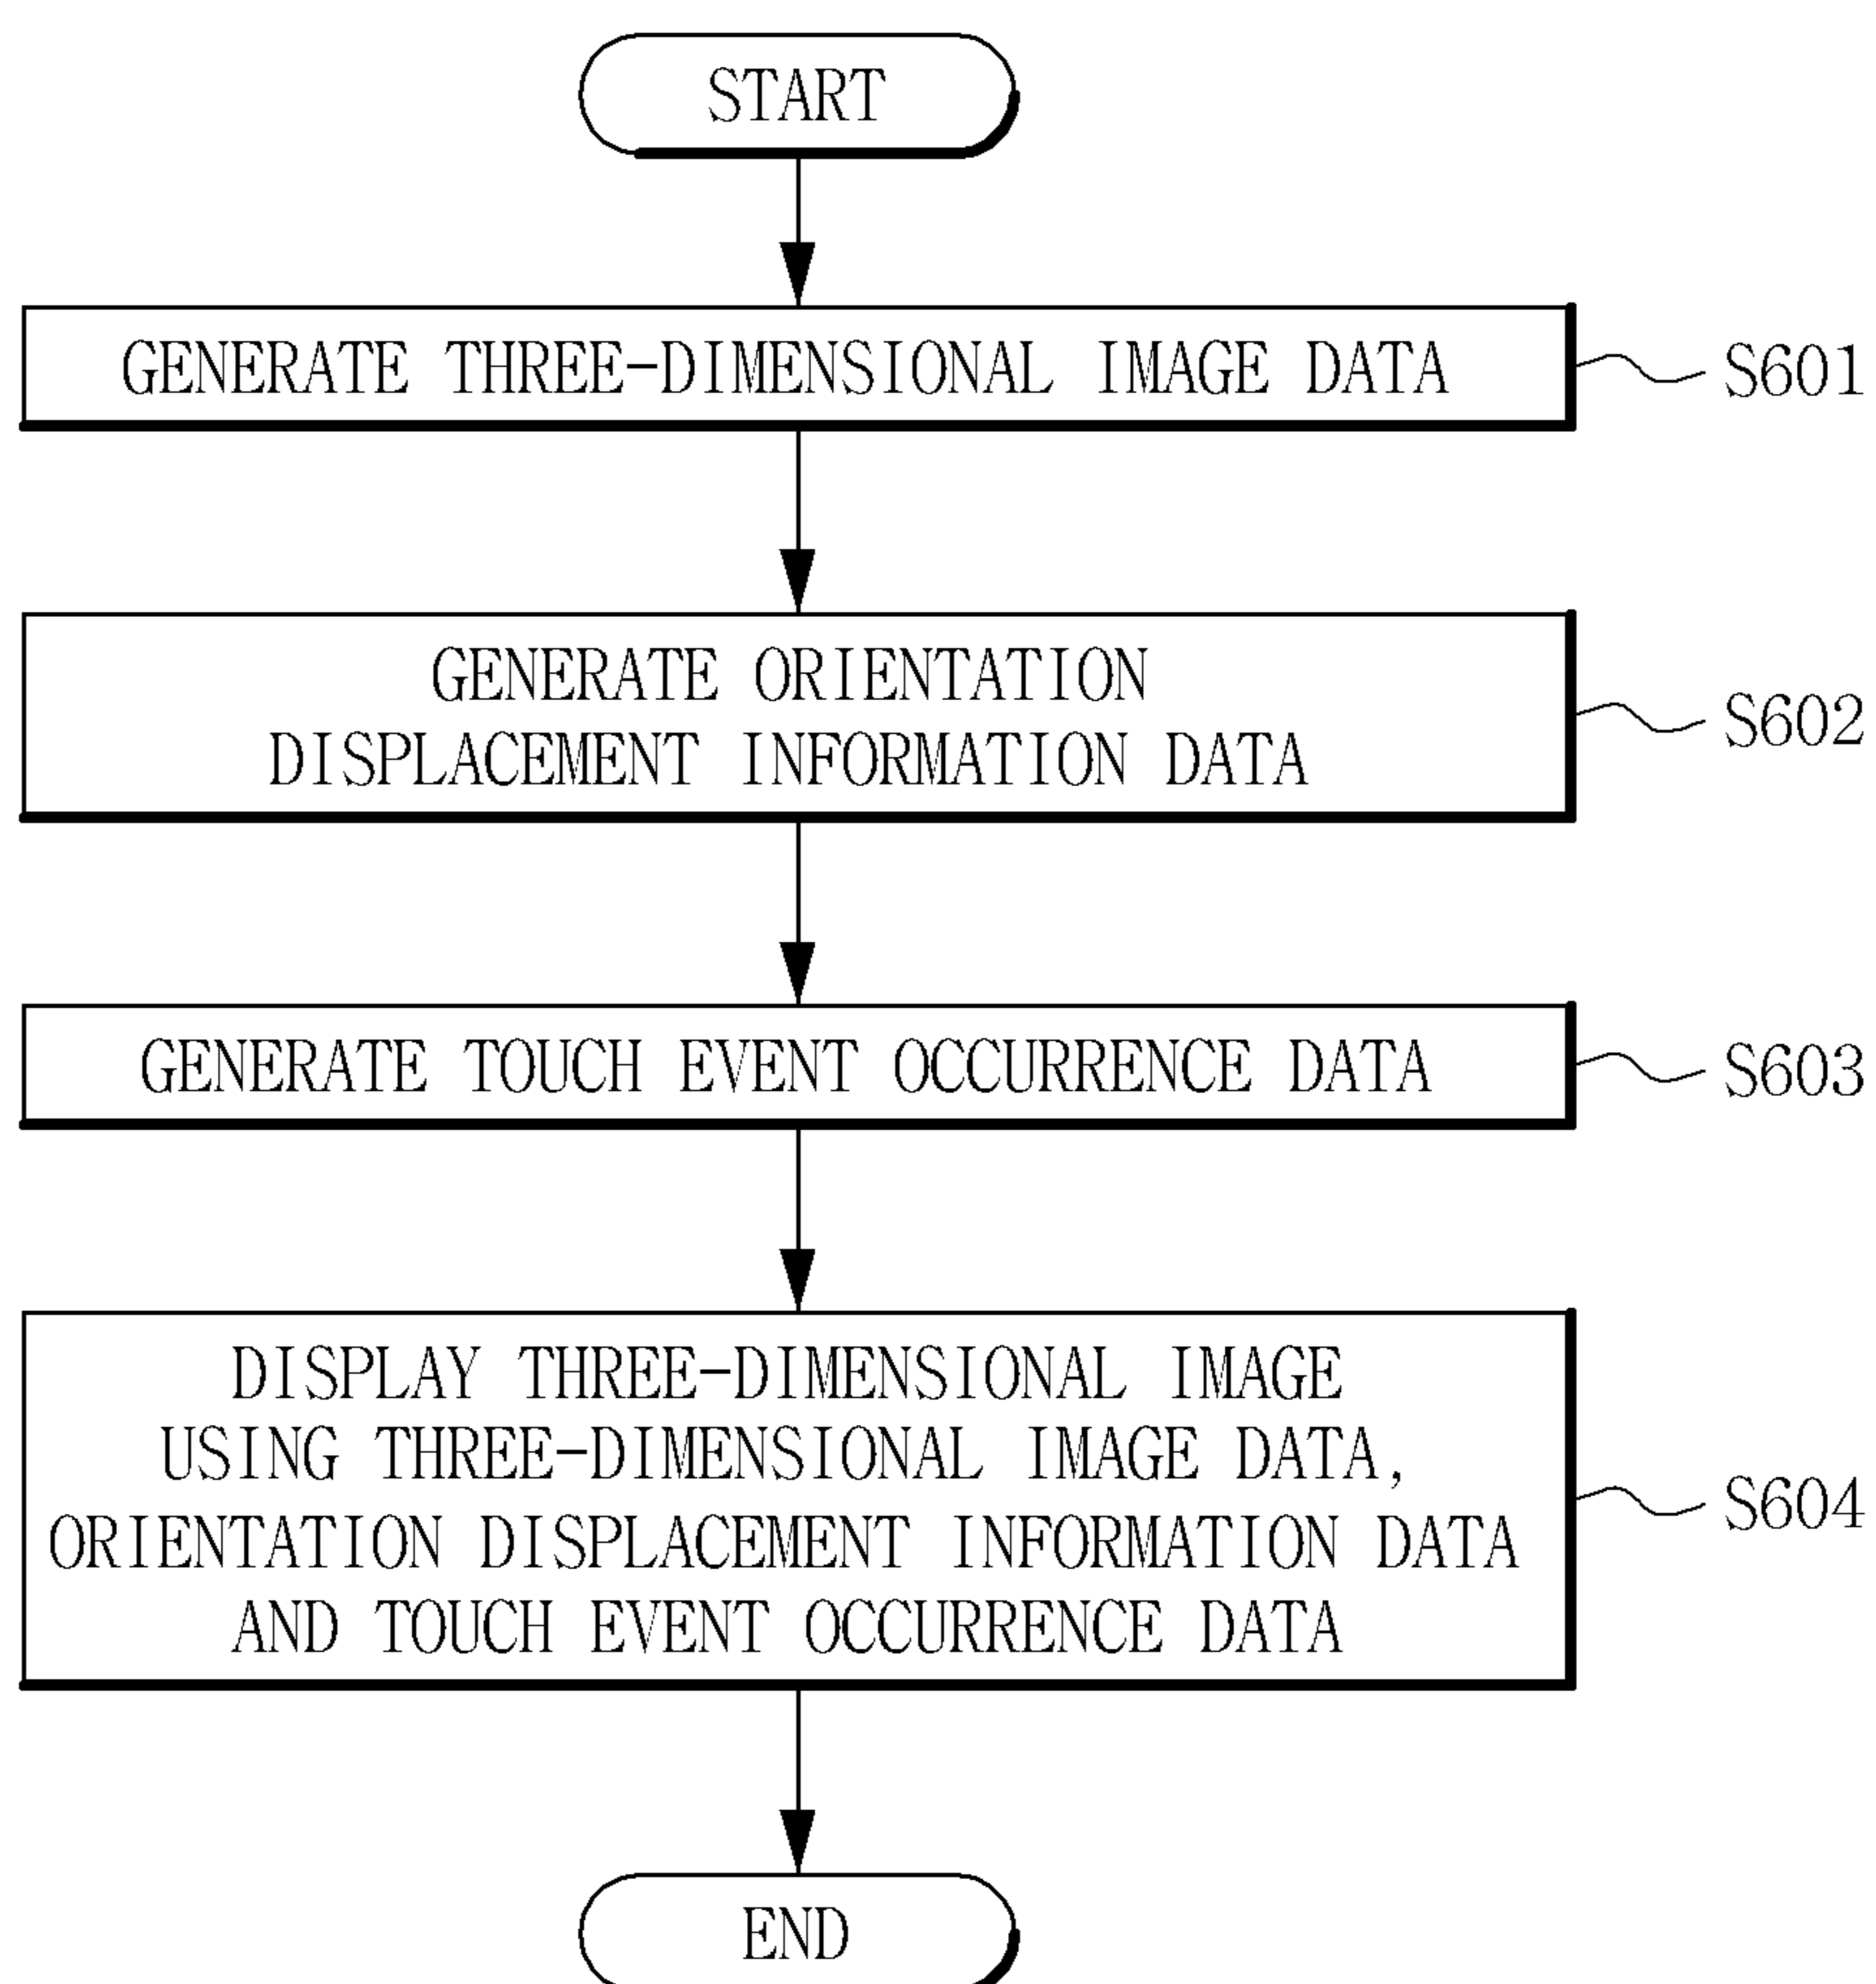 START
GENERATE THREE-DIMENSIONAL IMAGE DATA
S601
GENERATE ORIENTATION
DISPLACEMENT INFORMATION DATA
S602
GENERATE TOUCH EVENT OCCURRENCE DATA
S603
DISPLAY THREE-DIMENSIONAL IMAGE
USING THREE-DIMENSIONAL IMAGE DATA,
ORIENTATION DISPLACEMENT INFORMATION DATA
AND TOUCH EVENT OCCURRENCE DATA
S604
END